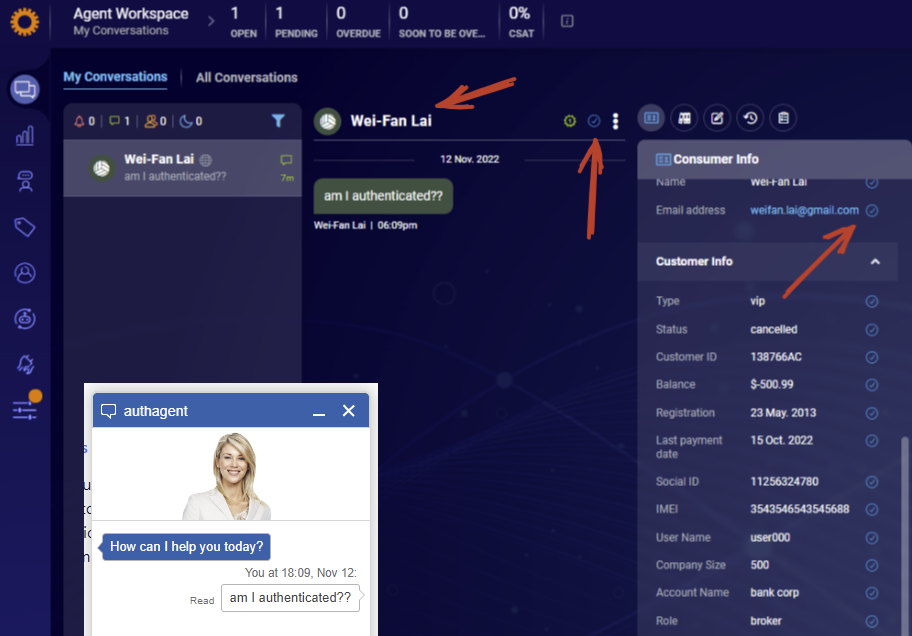 Agent Workspace
My Conversations
1
OPEN
1
PENDING
0
OVERDUE
0
SOON TO BE OVE...
0%
CSAT
My Conversations
All Conversations
0 1 0 0
Wei-Fan Lai
am I authenticated??
7m
Wei-Fan Lai
12 Nov. 2022
am I authenticated??
Wei-Fan Lai | 06:09pm
Consumer Info
Name Wei-Fan Lai
Email address weifan.lai@gmail.com
Customer Info
Type vip
Status cancelled
Customer ID 138766AC
Balance $-500.99
Registration 23 May. 2013
Last payment date 15 Oct. 2022
Social ID 11256324780
IMEI 3543546543545688
User Name user000
Company Size 500
Account Name bank corp
Role broker
authagent
How can I help you today?
You at 18:09, Nov 12:
Read am I authenticated??